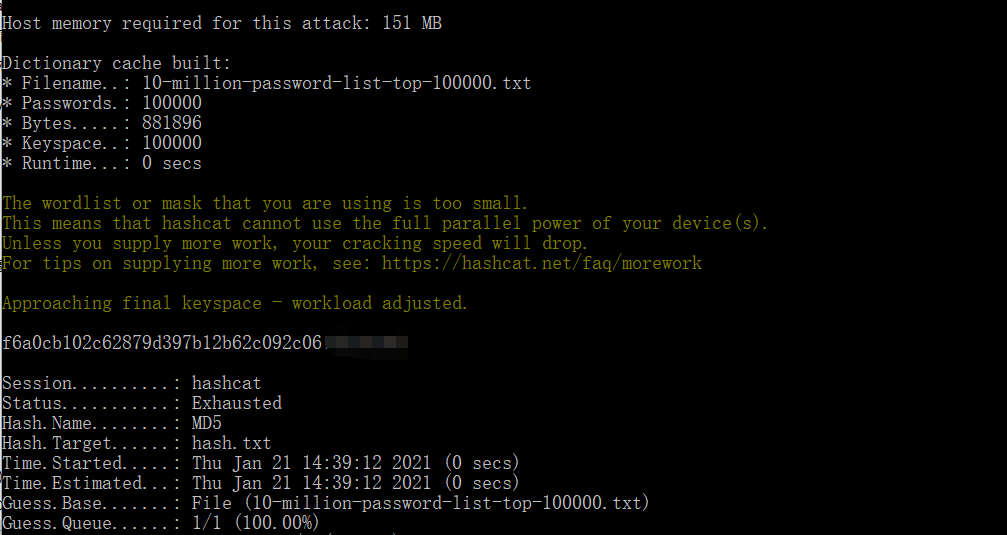 Host memory required for this attack: 151 MB
Dictionary cache built:
* Filename..: 10-million-password-list-top-100000.txt
* Passwords.: 100000
* Bytes.....: 881896
* Keyspace..: 100000
* Runtime...: 0 secs
The wordlist or mask that you are using is too small.
This means that hashcat cannot use the full parallel power of your device(s).
Unless you supply more work, your cracking speed will drop.
For tips on supplying more work, see: https://hashcat.net/faq/morework
Approaching final keyspace - workload adjusted.
f6a0cb102c62879d397b12b62c092c06:
Session..........: hashcat
Status...........: Exhausted
Hash.Name........: MD5
Hash.Target......: hash.txt
Time.Started.....: Thu Jan 21 14:39:12 2021 (0 secs)
Time.Estimated...: Thu Jan 21 14:39:12 2021 (0 secs)
Guess.Base.......: File (10-million-password-list-top-100000.txt)
Guess.Queue......: 1/1 (100.00%)